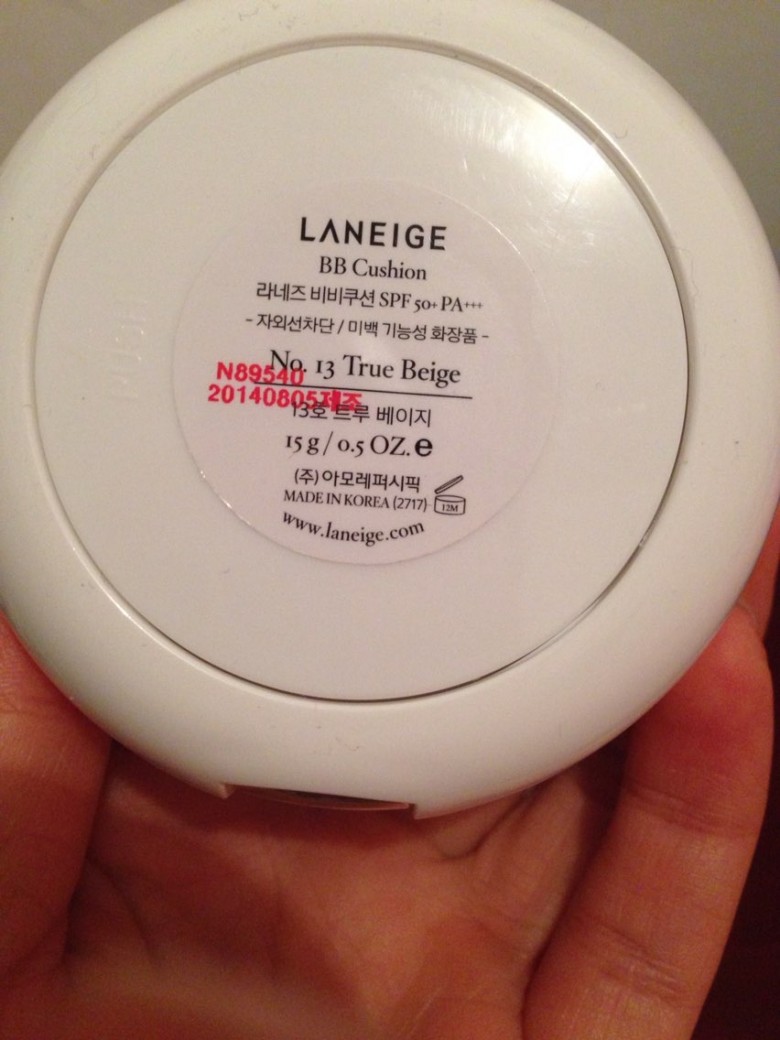 LANEIGE
BB Cushion
라네즈 비비쿠션 SPF 50+ PA+++
- 자외선차단 / 미백 기능성 화장품 -
No. 13 True Beige
N89540
20140805제조
13호 트루 베이지
15 g / 0.5 OZ. e
(주)아모레퍼시픽
MADE IN KOREA (2717)
12M
www.laneige.com